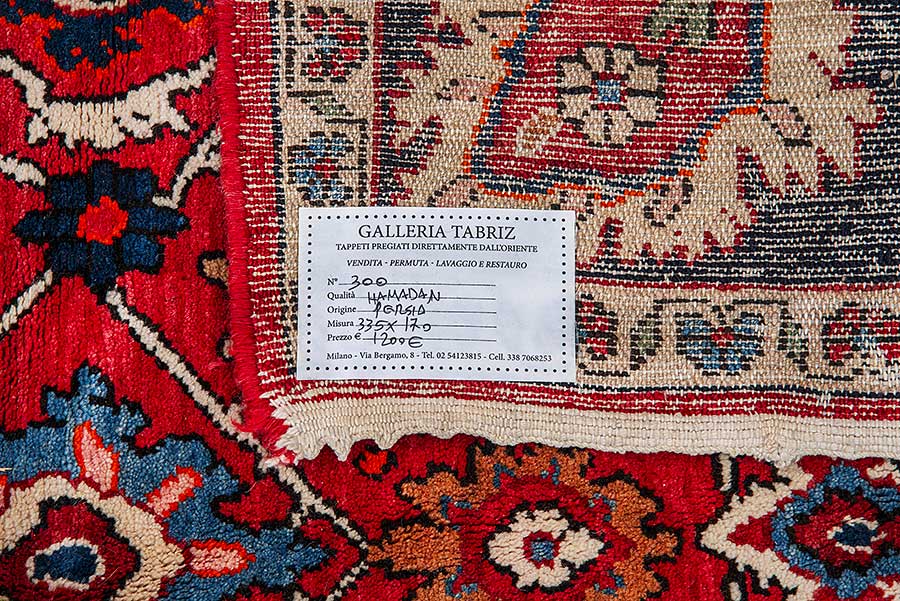 GALLERIA TABRIZ
TAPPETI PREGIATI DIRETTAMENTE DALL'ORIENTE
VENDITA - PERMUTA - LAVAGGIO E RESTAURO
N° 300
Qualità HAMADAN
Origine PERSIA
Misura 335X170
Prezzo € 1200€
Milano - Via Bergamo, 8 - Tel. 02 54123815 - Cell. 338 7068253